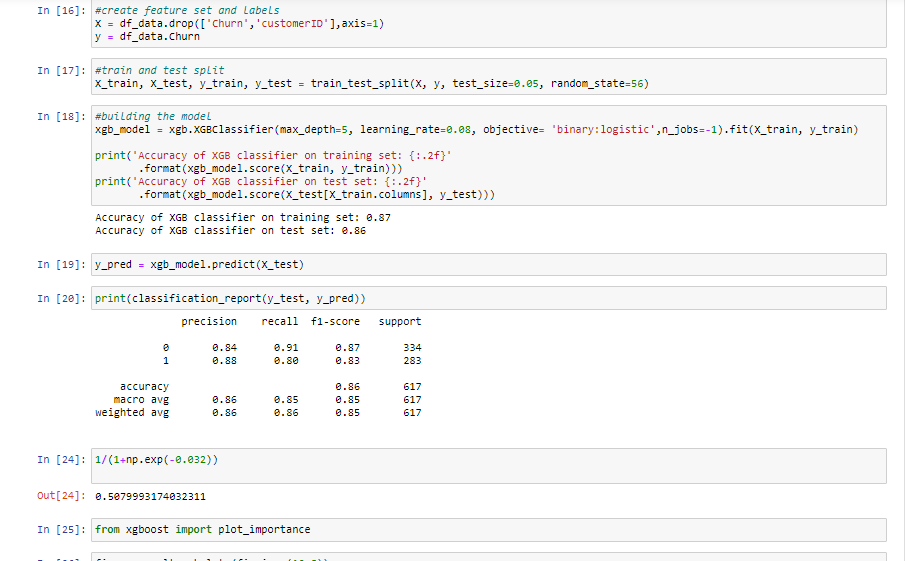 In [16]: #create feature set and labels
X = df_data.drop(['Churn','customerID'],axis=1)
y = df_data.Churn
In [17]: #train and test split
X_train, X_test, y_train, y_test = train_test_split(X, y, test_size=0.05, random_state=56)
In [18]: #building the model
xgb_model = xgb.XGBClassifier(max_depth=5, learning_rate=0.08, objective= 'binary:logistic',n_jobs=-1).fit(X_train, y_train)
print('Accuracy of XGB classifier on training set: {:.2f}'
.format(xgb_model.score(X_train, y_train)))
print('Accuracy of XGB classifier on test set: {:.2f}'
.format(xgb_model.score(X_test[X_train.columns], y_test)))
Accuracy of XGB classifier on training set: 0.87
Accuracy of XGB classifier on test set: 0.86
In [19]: y_pred = xgb_model.predict(X_test)
In [20]: print(classification_report(y_test, y_pred))
precision recall f1-score support
0 0.84 0.91 0.87 334
1 0.88 0.80 0.83 283
accuracy 0.86 617
macro avg 0.86 0.85 0.85 617
weighted avg 0.86 0.86 0.85 617
In [24]: 1/(1+np.exp(-0.032))
Out[24]: 0.5079993174032311
In [25]: from xgboost import plot_importance